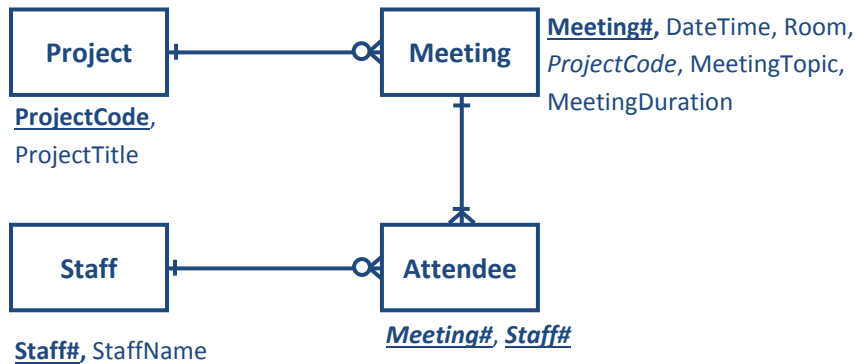 Project
Meeting
Meeting#, DateTime, Room,
ProjectCode, MeetingTopic,
MeetingDuration
ProjectCode,
ProjectTitle
Staff
Attendee
Meeting#, Staff#
Staff#, StaffName